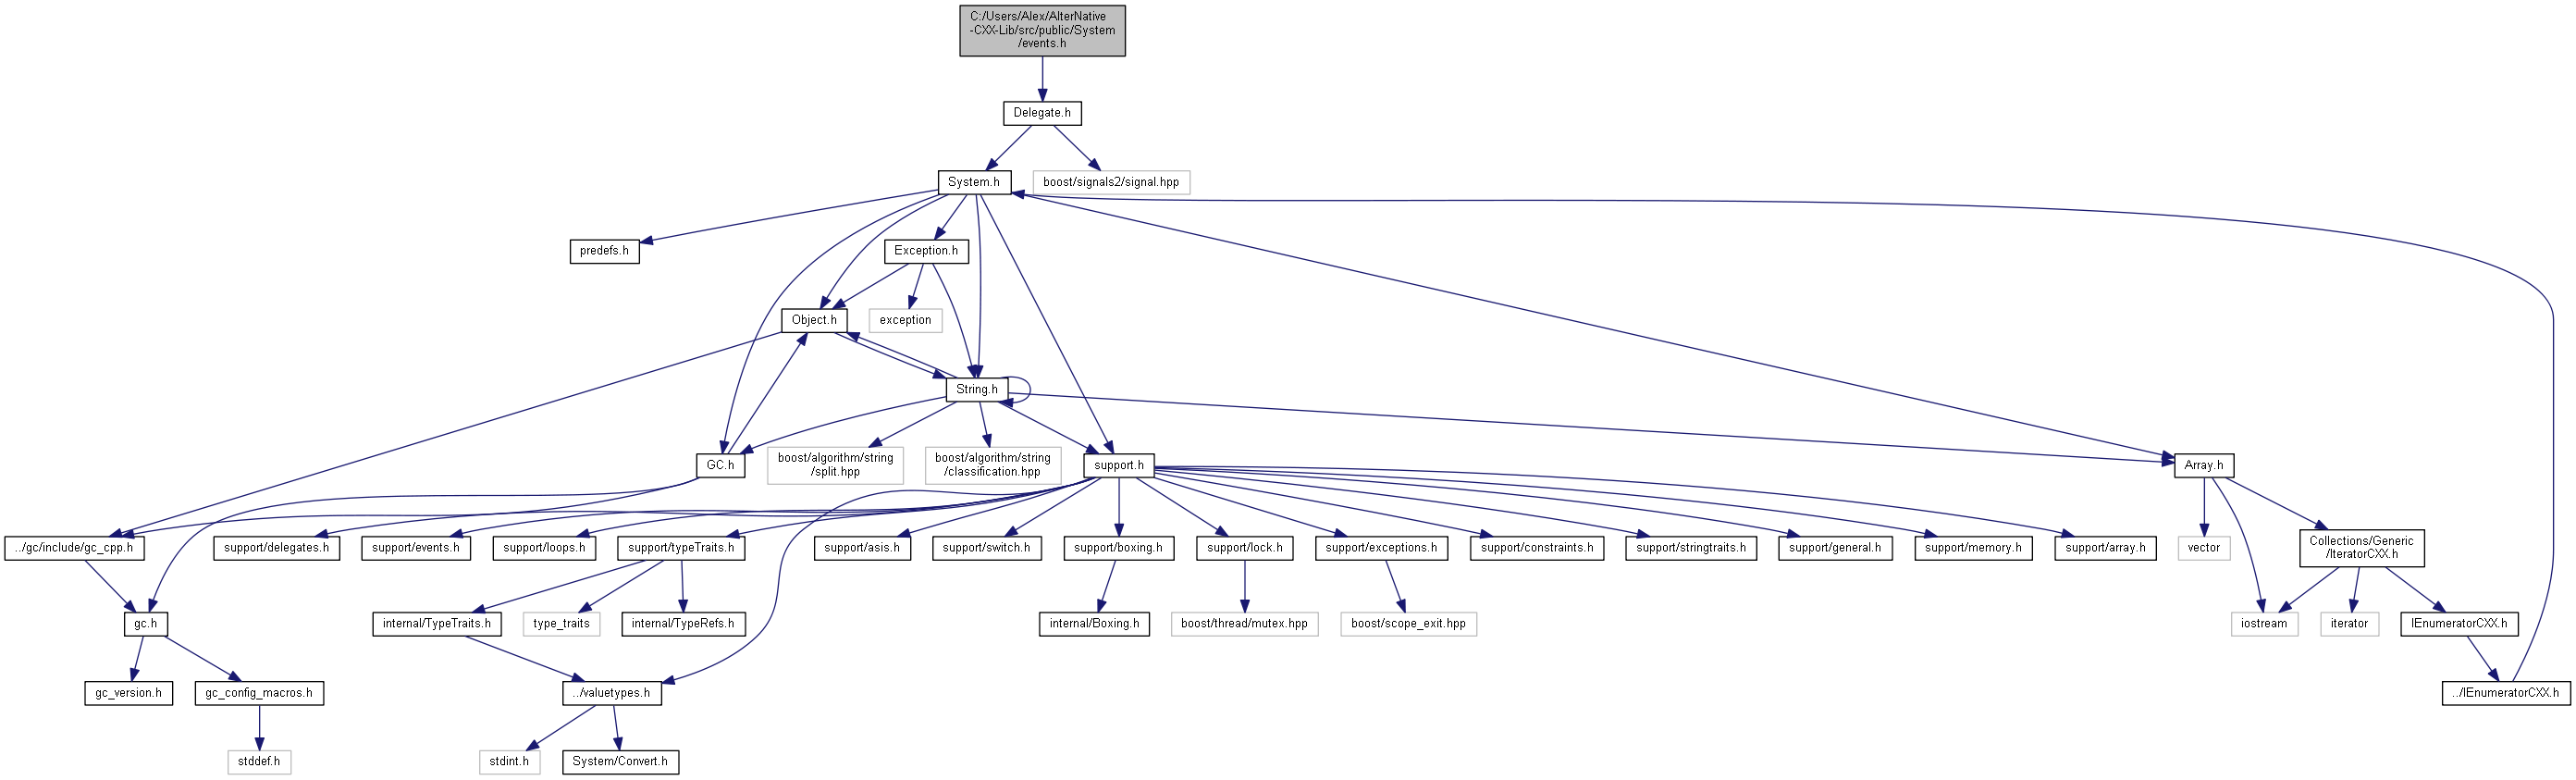 C:/Users/Alex/AlterNative
-CXX-Lib/src/public/System
/events.h
Delegate.h
System.h
boost/signals2/signal.hpp
predefs.h
Exception.h
Object.h
exception
String.h
GC.h
boost/algorithm/string
/split.hpp
boost/algorithm/string
/classification.hpp
support.h
Array.h
../gc/include/gc_cpp.h
support/delegates.h
support/events.h
support/loops.h
support/typeTraits.h
support/asis.h
support/switch.h
support/boxing.h
support/lock.h
support/exceptions.h
support/constraints.h
support/stringtraits.h
support/general.h
support/memory.h
support/array.h
vector
Collections/Generic
/IteratorCXX.h
gc.h
internal/TypeTraits.h
type_traits
internal/TypeRefs.h
internal/Boxing.h
boost/thread/mutex.hpp
boost/scope_exit.hpp
iostream
iterator
IEnumeratorCXX.h
gc_version.h
gc_config_macros.h
../valuetypes.h
../IEnumeratorCXX.h
stddef.h
stdint.h
System/Convert.h